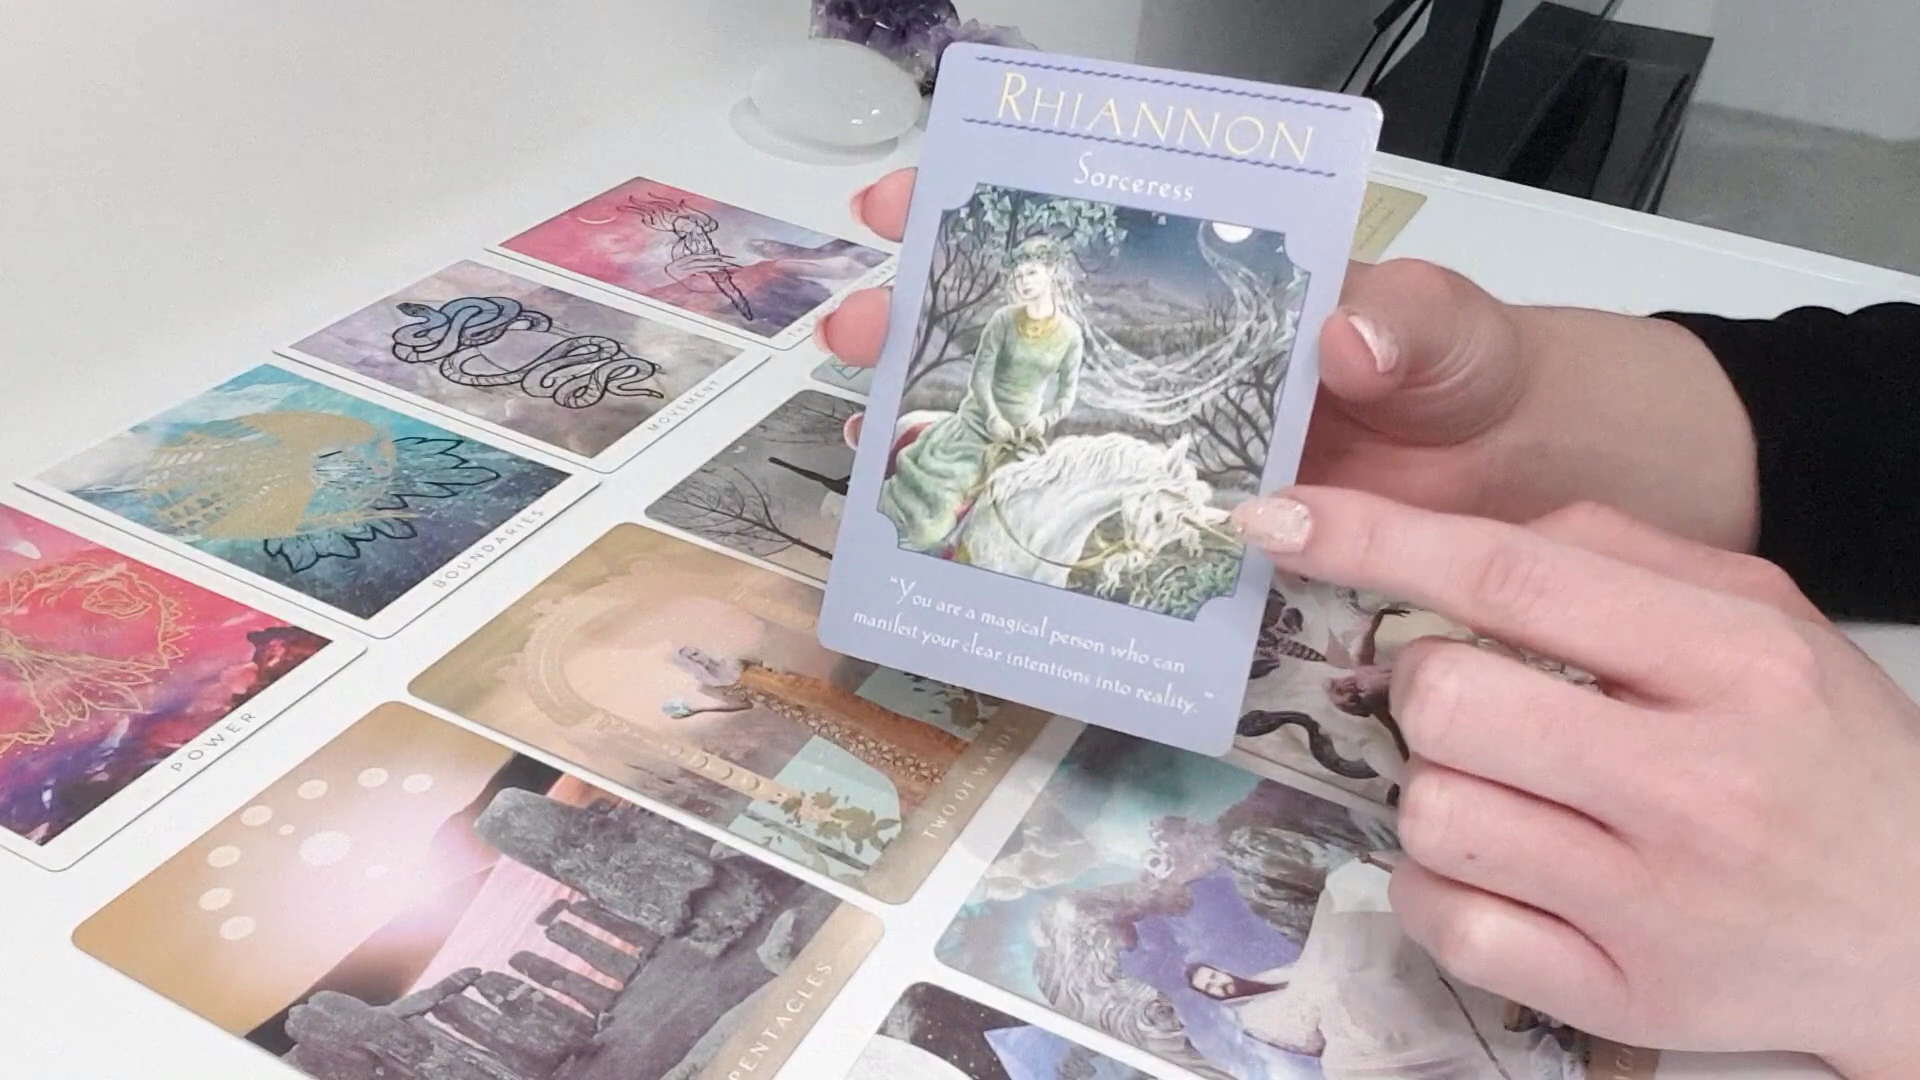 RHIANNON
Sorceress
"You are a magical person who can
manifest your clear intentions into reality."
MOVEMENT
BOUNDARIES
POWER
TWO OF WANDS
PENTACLES